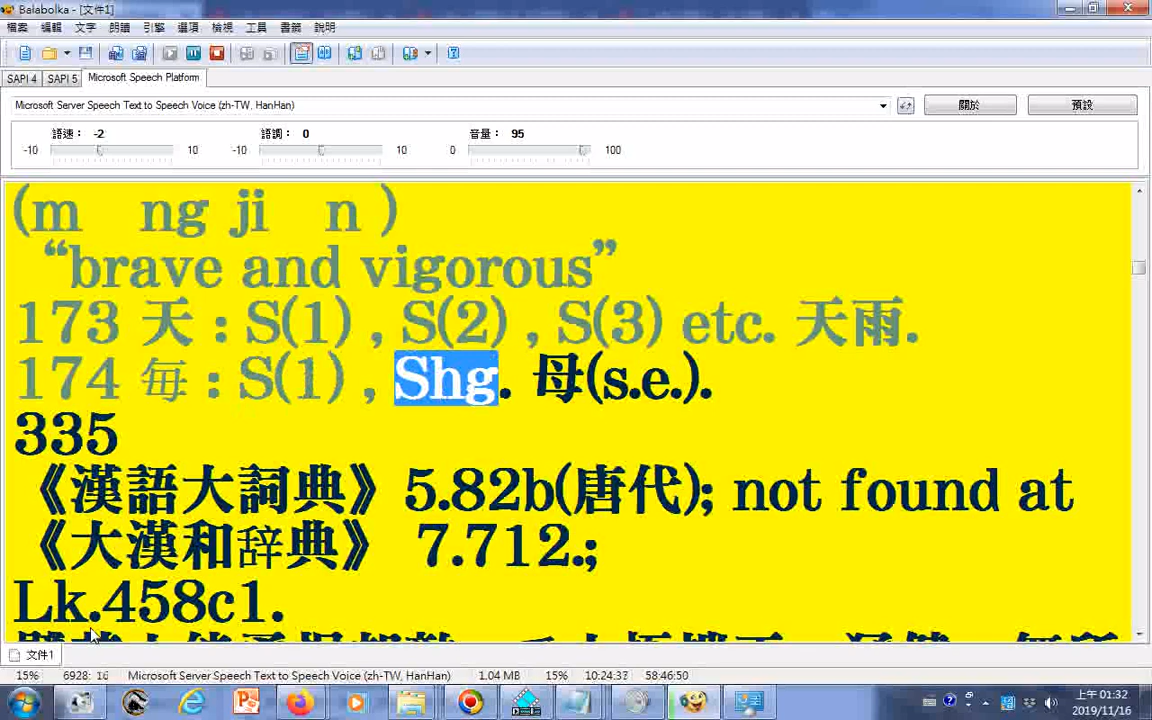 Balabolka - [文件1]
檔案 編輯 文字 朗讀 引擎 選項 檢視 工具 書籤 說明
SAPI 4 SAPI 5 Microsoft Speech Platform
Microsoft Server Speech Text to Speech Voice (zh-TW, HanHan) 關於 預設
語速： -2 語調： 0 音量： 95
-10 10 -10 10 0 100
(m ng ji n )
“brave and vigorous”
173 天 : S(1) , S(2) , S(3) etc. 天雨.
174 毎 : S(1) , Shg. 母(s.e.).
335
《漢語大詞典》 5.82b(唐代); not found at
《大漢和辞典》 7.712.;
Lk.458c1.
文件1
15% 6928: 16 Microsoft Server Speech Text to Speech Voice (zh-TW, HanHan) 1.04 MB 15% 10:24:37 58:46:50
上午 01:32
2019/11/16